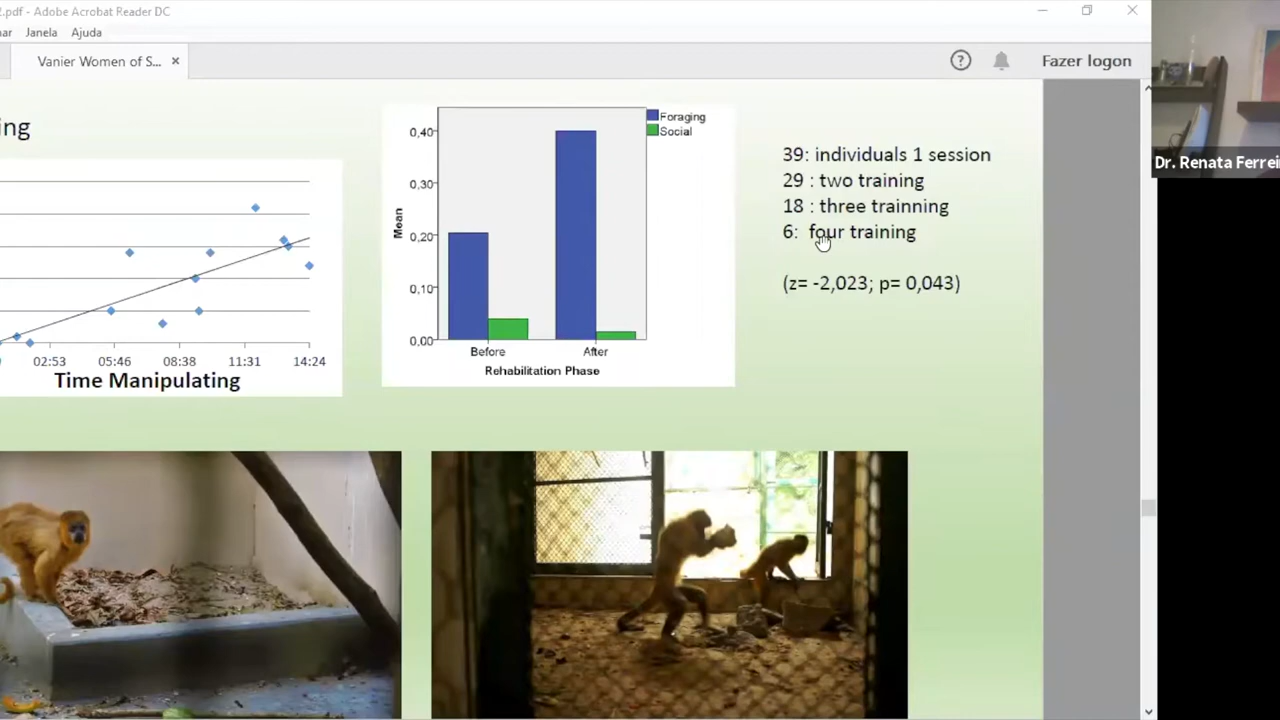 2.pdf - Adobe Acrobat Reader DC
nar Janela Ajuda
Vanier Women of S... ×
? Fazer logon
ing
02:53 05:46 08:38 11:31 14:24
Time Manipulating
Foraging
Social
0,40
0,30
0,20
0,10
0,00
Mean
Before After
Rehabilitation Phase
39: individuals 1 session
29 : two training
18 : three trainning
6: four training
(z= -2,023; p= 0,043)
Dr. Renata Ferrei